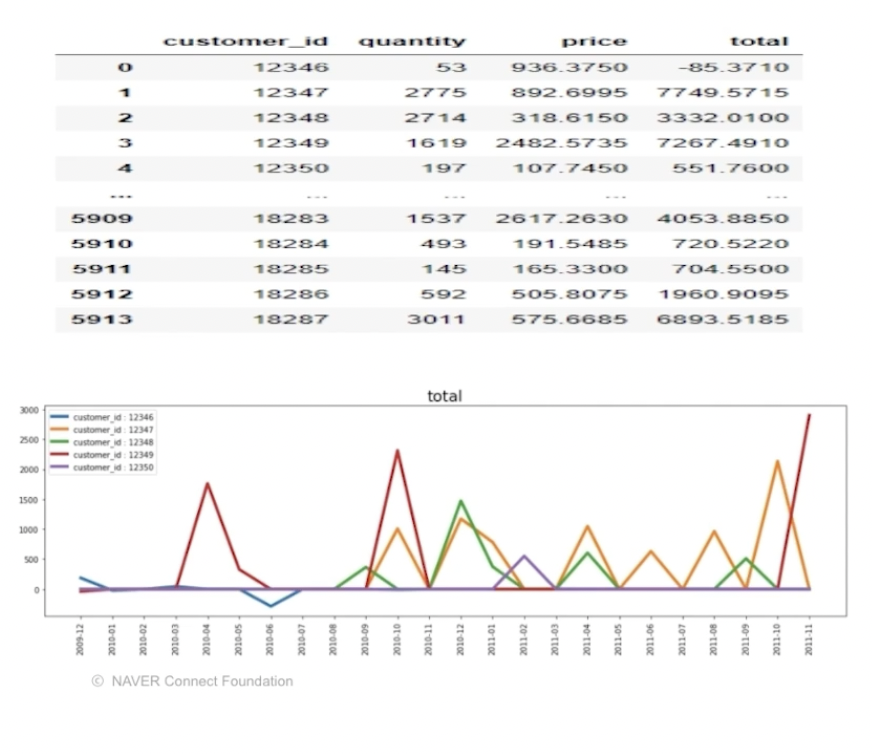 customer_id quantity price total
0 12346 53 936.3750 -85.3710
1 12347 2775 892.6995 7749.5715
2 12348 2714 318.6150 3332.0100
3 12349 1619 2482.5735 7267.4910
4 12350 197 107.7450 551.7600
... ... ... ... ...
5909 18283 1537 2617.2630 4053.8850
5910 18284 493 191.5485 720.5220
5911 18285 145 165.3300 704.5500
5912 18286 592 505.8075 1960.9095
5913 18287 3011 575.6685 6893.5185
total
3000
2500
2000
1500
1000
500
0
customer_id : 12346
customer_id : 12347
customer_id : 12348
customer_id : 12349
customer_id : 12350
2009-12
2010-01
2010-02
2010-03
2010-04
2010-05
2010-06
2010-07
2010-08
2010-09
2010-10
2010-11
2010-12
2011-01
2011-02
2011-03
2011-04
2011-05
2011-06
2011-07
2011-08
2011-09
2011-10
2011-11
© NAVER Connect Foundation